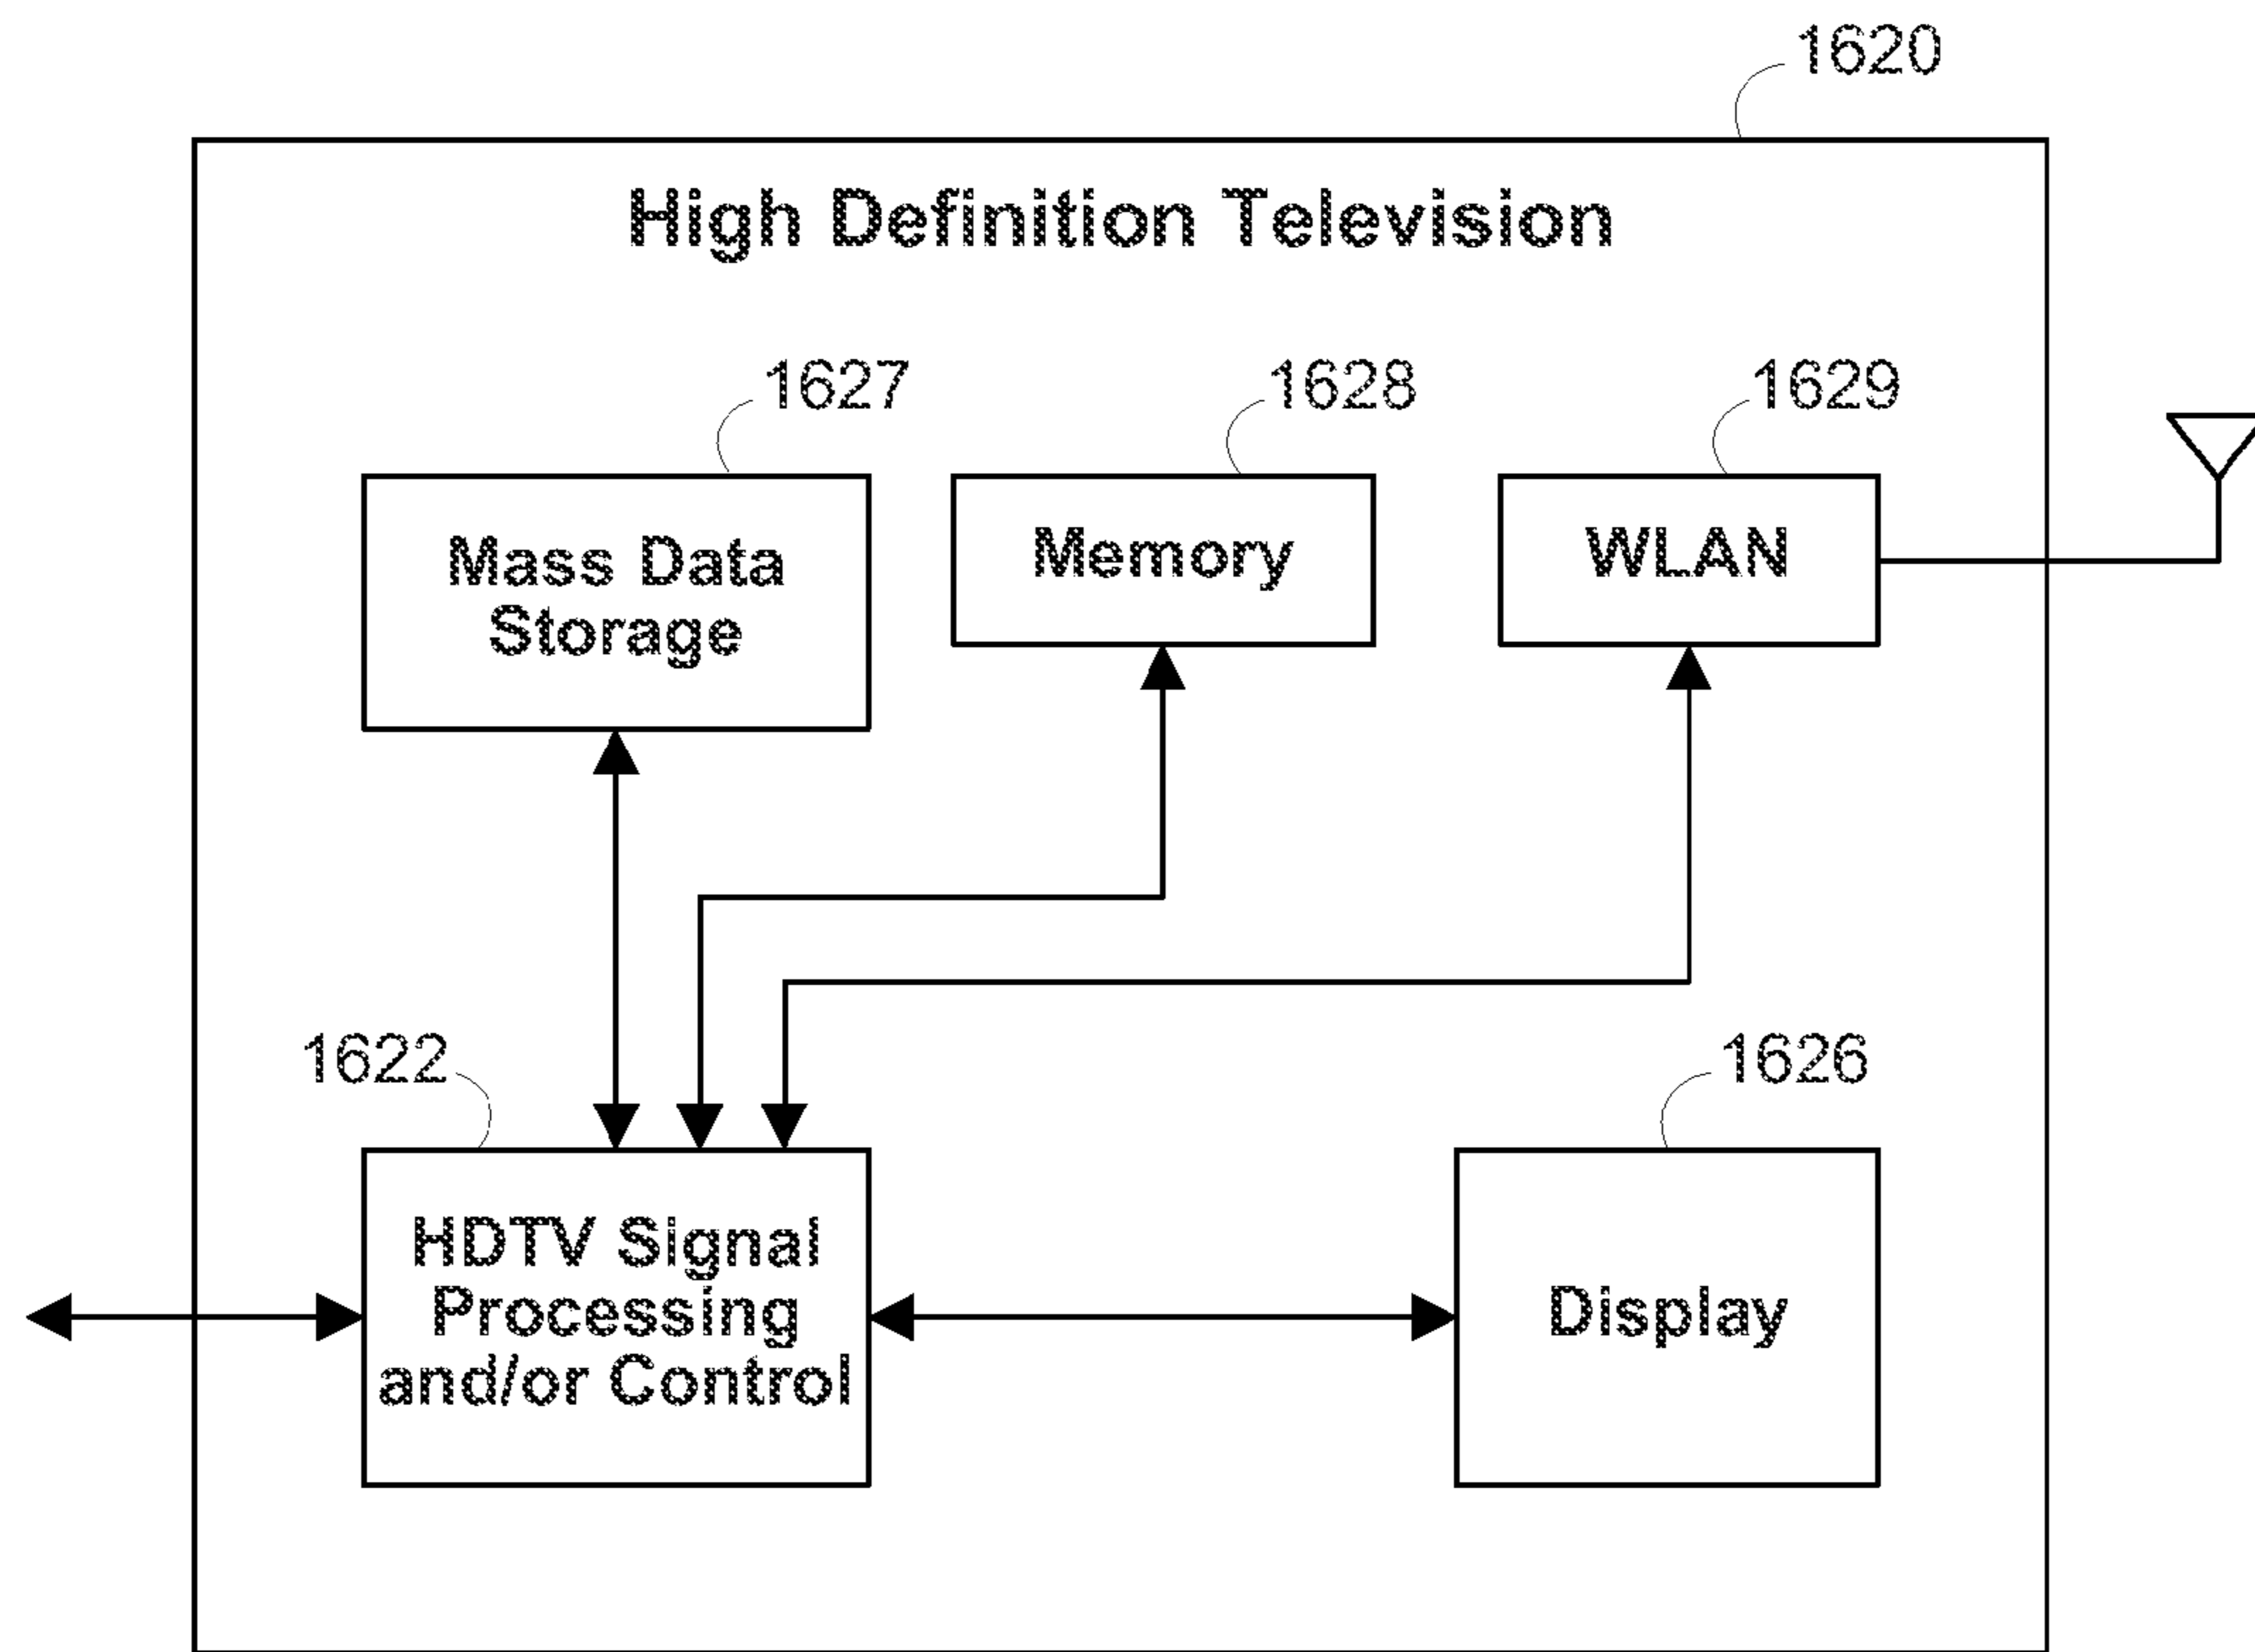 1620
High Definition Television
1627
1628
1629
Mass Data
Storage
Memory
WLAN
1622
1626
HDTV Signal
Processing
and/or Control
Display